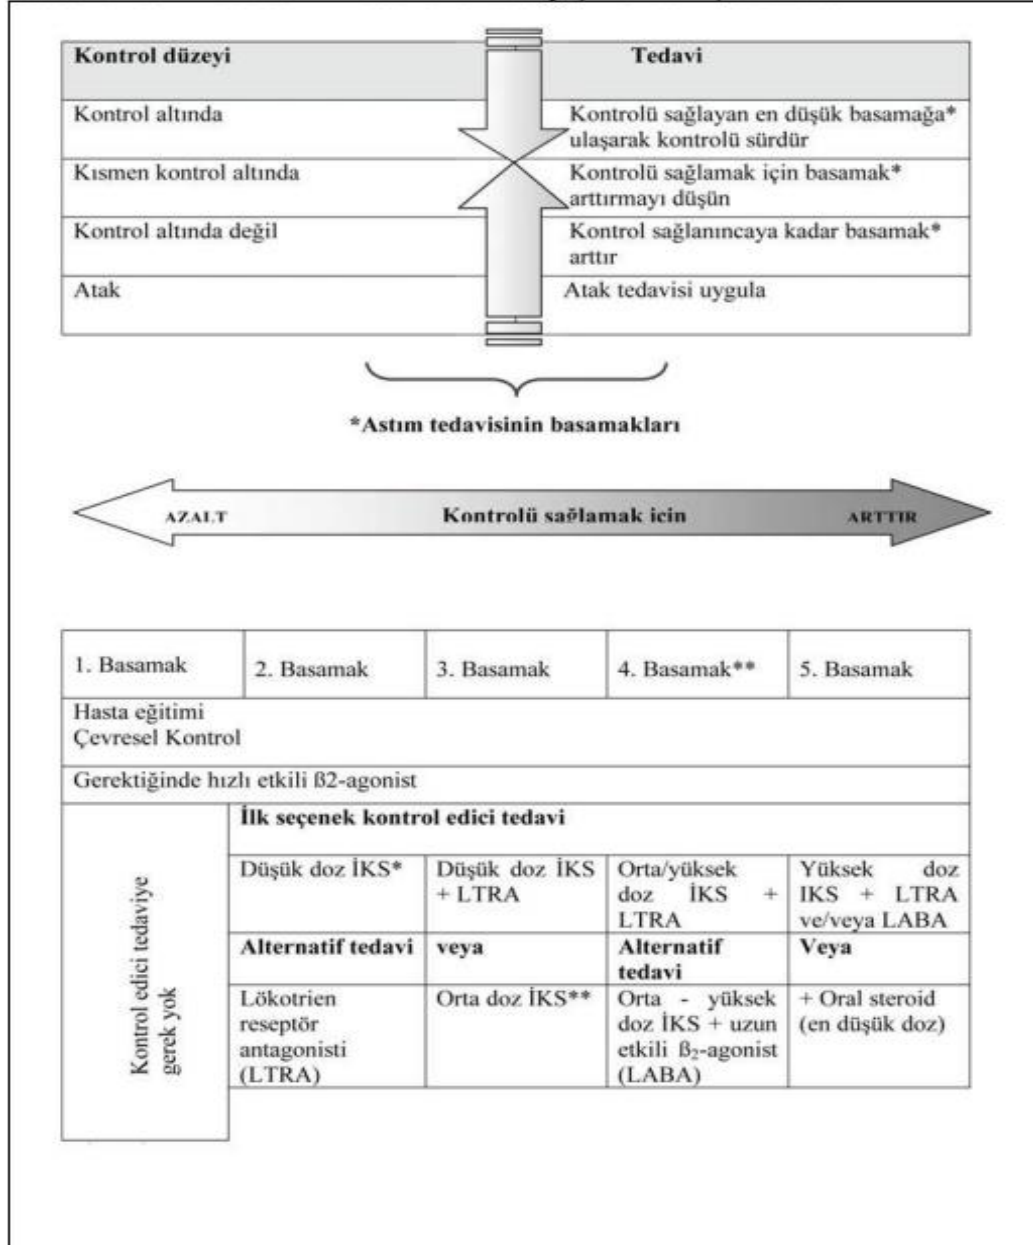 Kontrol düzeyi
Tedavi
Kontrol altında
Kontrolü sağlayan en düşük basamağa*
ulaşarak kontrolü sürdür
Kısmen kontrol altında
Kontrolü sağlamak için basamak*
arttırmayı düşün
Kontrol altında değil
Kontrol sağlanıncaya kadar basamak*
arttır
Atak
Atak tedavisi uygula
*Astım tedavisinin basamakları
AZALT
Kontrolü sağlamak icin
ARTTIR
1. Basamak
2. Basamak
3. Basamak
4. Basamak**
5. Basamak
Hasta eğitimi
Çevresel Kontrol
Gerektiğinde hızlı etkili ß2-agonist
Kontrol edici tedaviye
gerek yok
İlk seçenek kontrol edici tedavi
Düşük doz İKS*
Düşük doz İKS
+ LTRA
Orta/yüksek
doz İKS +
LTRA
Yüksek doz
IKS + LTRA
ve/veya LABA
Alternatif tedavi
veya
Alternatif
tedavi
Veya
Lökotrien
reseptör
antagonisti
(LTRA)
Orta doz İKS**
Orta - yüksek
doz İKS + uzun
etkili ß₂-agonist
(LABA)
+ Oral steroid
(en düşük doz)